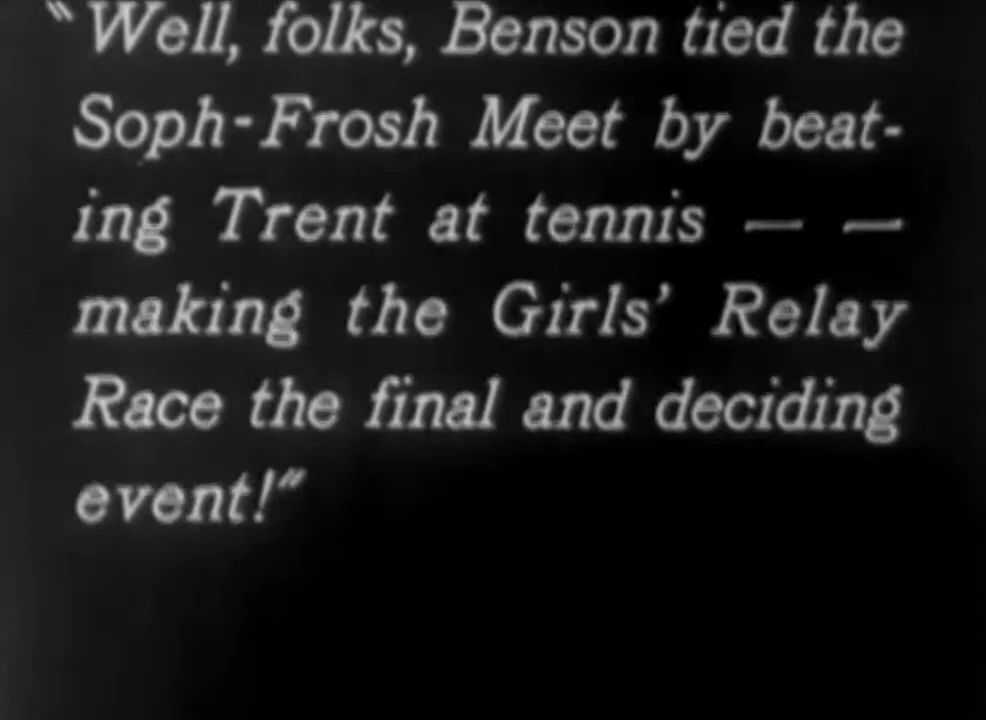 "Well, folks, Benson tied the
Soph-Frosh Meet by beat-
ing Trent at tennis — —
making the Girls' Relay
Race the final and deciding
event!"